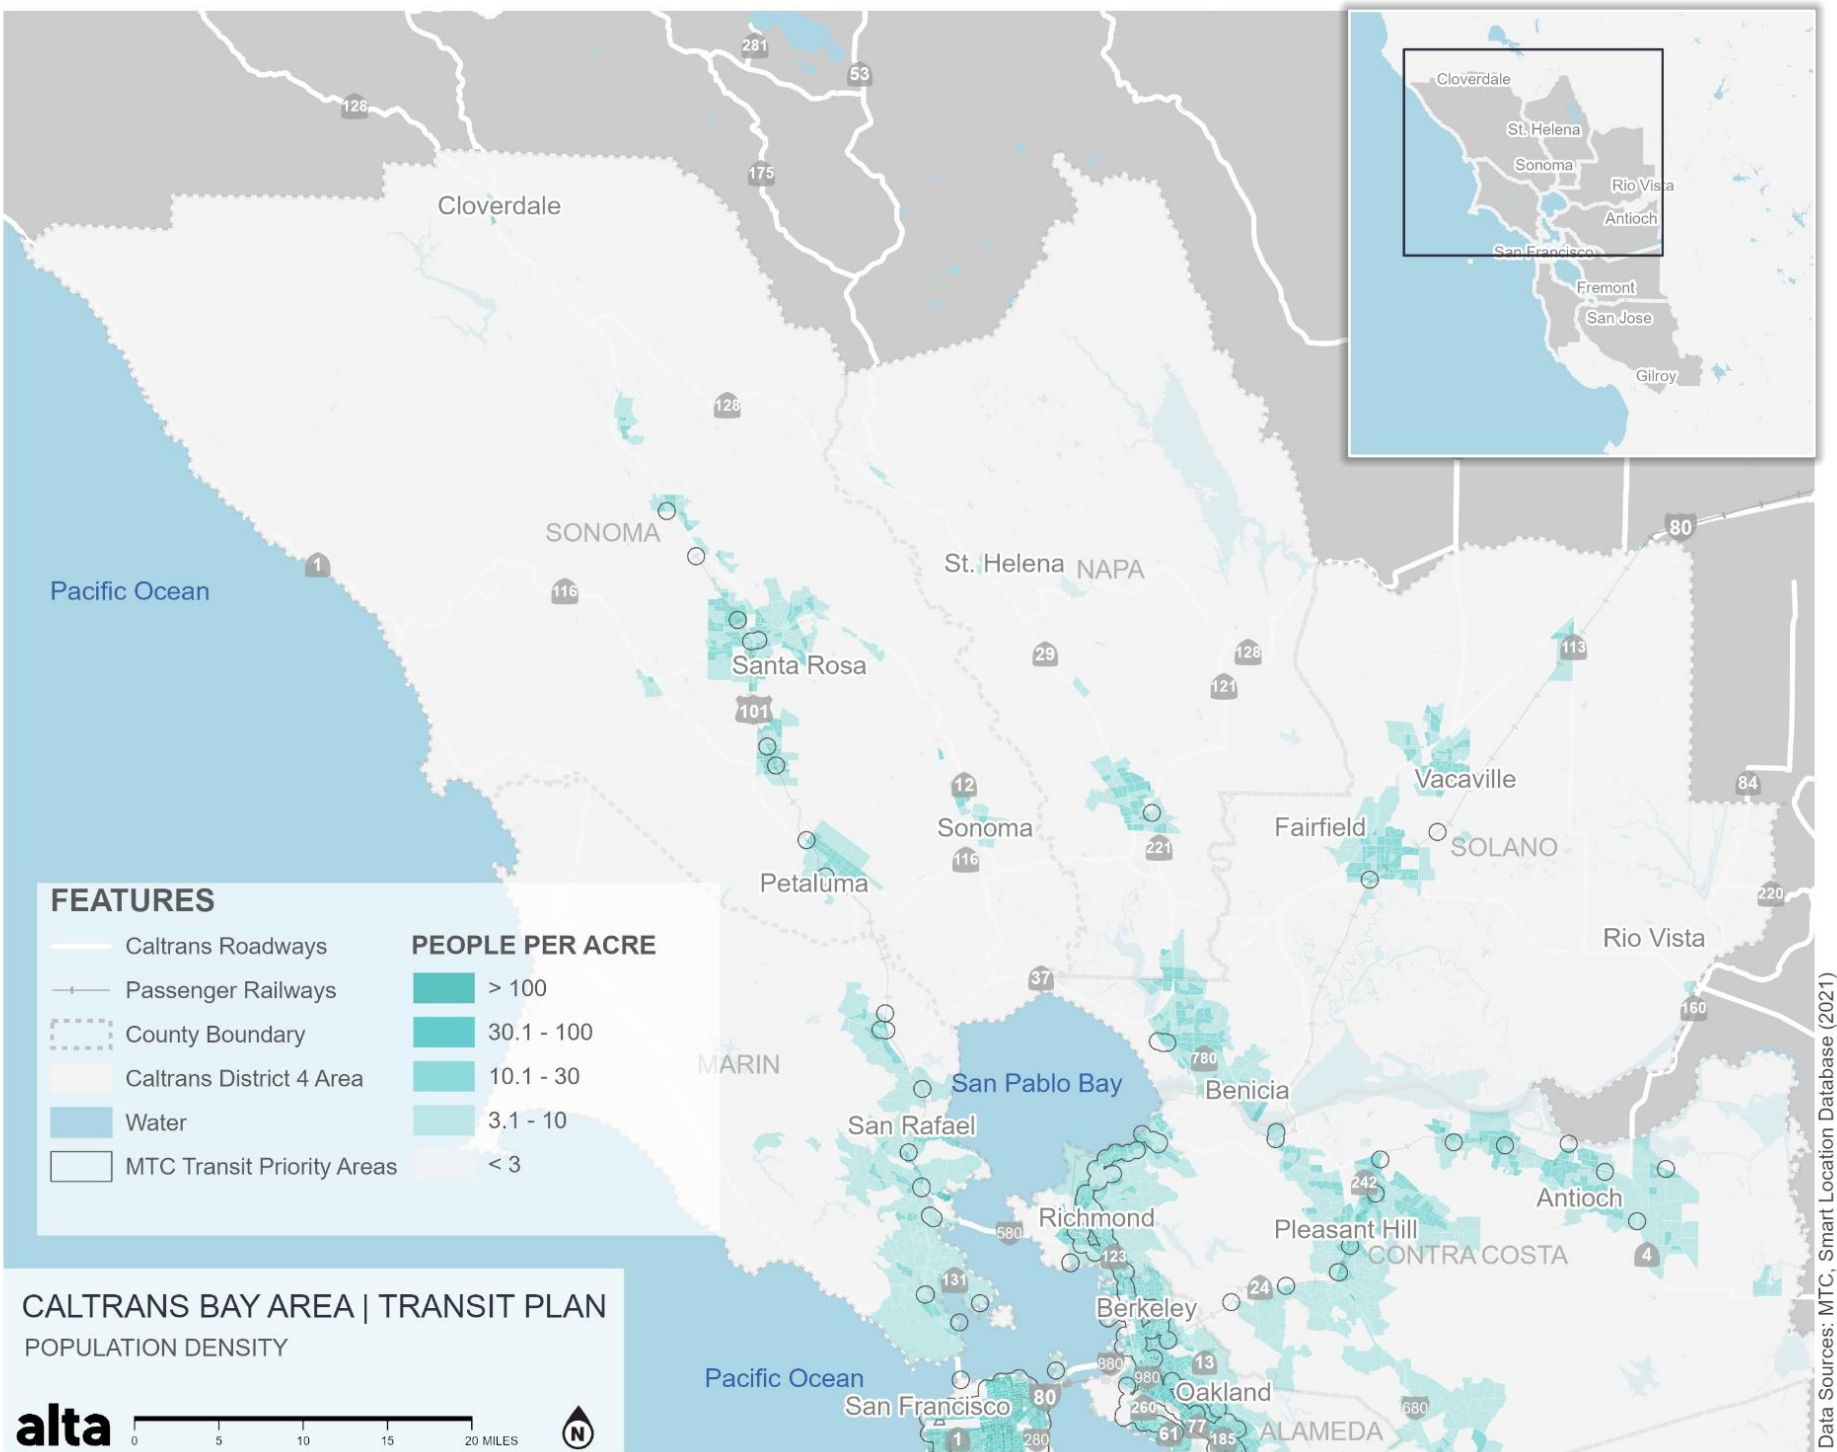 281
53
128
175
Cloverdale
128
SONOMA
St. Helena
NAPA
1
Pacific Ocean
116
80
Santa Rosa
29
128
113
121
101
Vacaville
84
12
Sonoma
Fairfield
SOLANO
116
221
Petaluma
220
Rio Vista
37
160
MARIN
780
San Pablo Bay
Benicia
San Rafael
242
Antioch
Richmond
580
Pleasant Hill
123
CONTRA COSTA
4
131
24
Berkeley
880
13
Pacific Ocean
980
Oakland
San Francisco
80
260
680
77
61
185
ALAMEDA
1
280
Cloverdale
St. Helena
Sonoma
Rio Vista
Antioch
San Francisco
Fremont
San Jose
Gilroy
FEATURES
Caltrans Roadways
Passenger Railways
County Boundary
Caltrans District 4 Area
Water
MTC Transit Priority Areas
PEOPLE PER ACRE
> 100
30.1 - 100
10.1 - 30
3.1 - 10
< 3
CALTRANS BAY AREA | TRANSIT PLAN
POPULATION DENSITY
alta
0 5 10 15 20 MILES
N
Data Sources: MTC, Smart Location Database (2021)